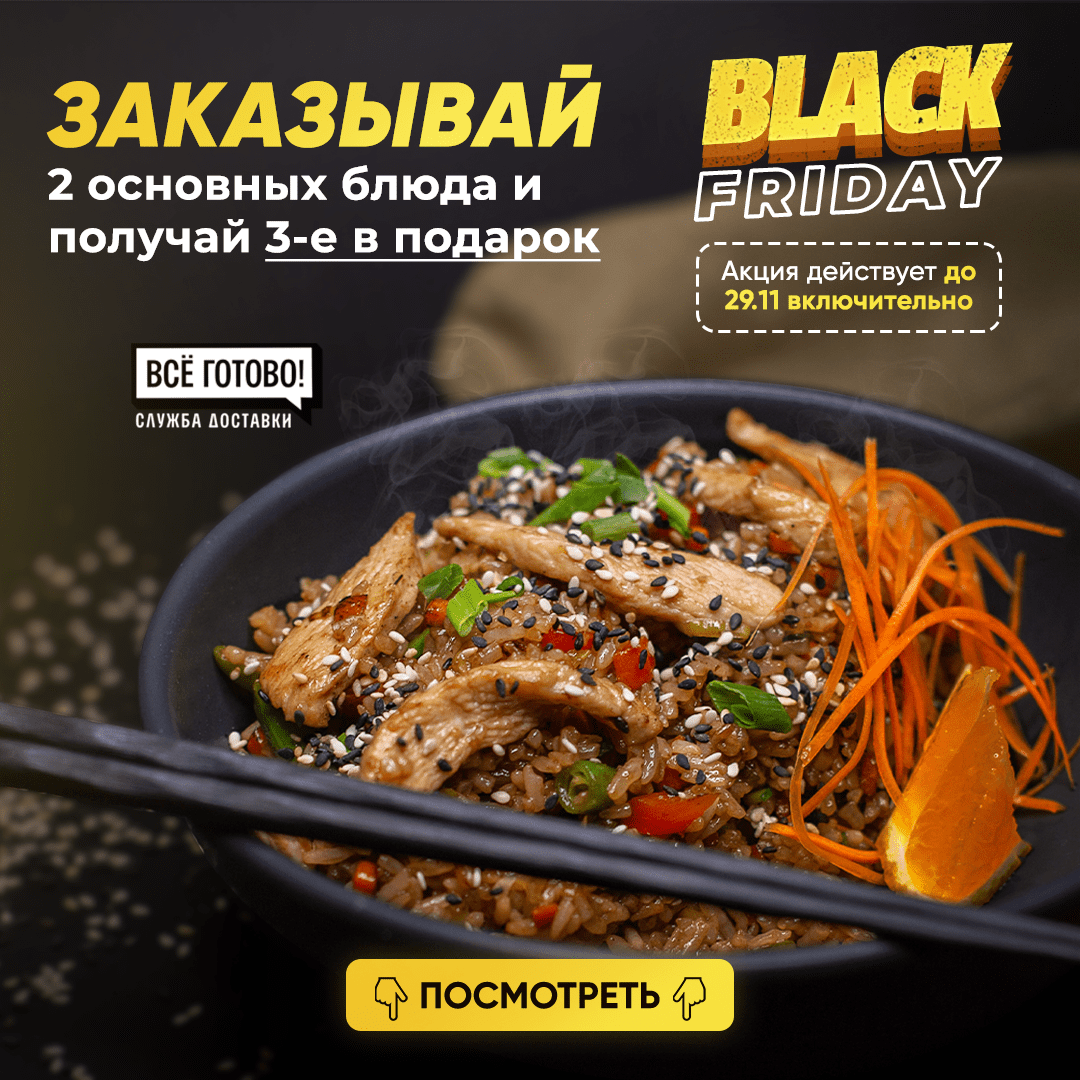 ЗАКАЗЫВАЙ
2 основных блюда и
получай 3-е в подарок
BLACK
FRIDAY
Акция действует до
29.11 включительно
ВСЁ ГОТОВО!
СЛУЖБА ДОСТАВКИ
ПОСМОТРЕТЬ